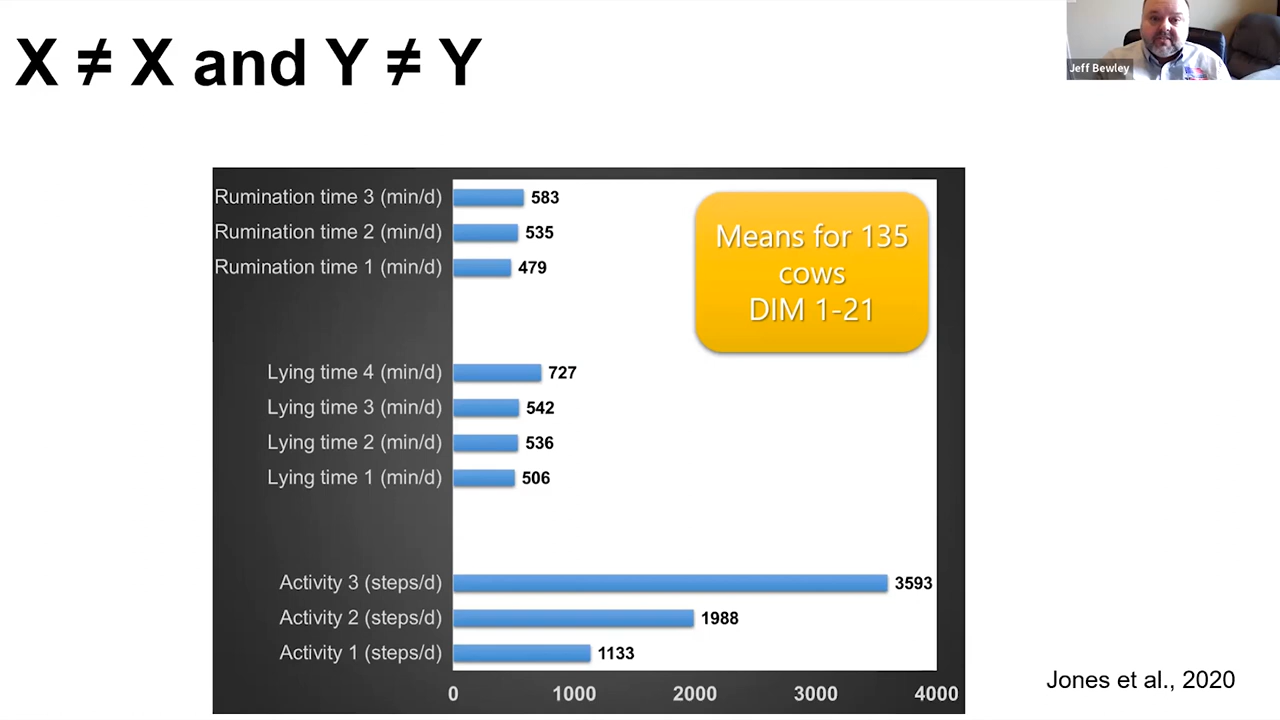 X ≠ X and Y ≠ Y
Jeff Bewley
Rumination time 3 (min/d) 583
Rumination time 2 (min/d) 535
Rumination time 1 (min/d) 479
Means for 135
cows
DIM 1-21
Lying time 4 (min/d) 727
Lying time 3 (min/d) 542
Lying time 2 (min/d) 536
Lying time 1 (min/d) 506
Activity 3 (steps/d) 3593
Activity 2 (steps/d) 1988
Activity 1 (steps/d) 1133
0 1000 2000 3000 4000
Jones et al., 2020